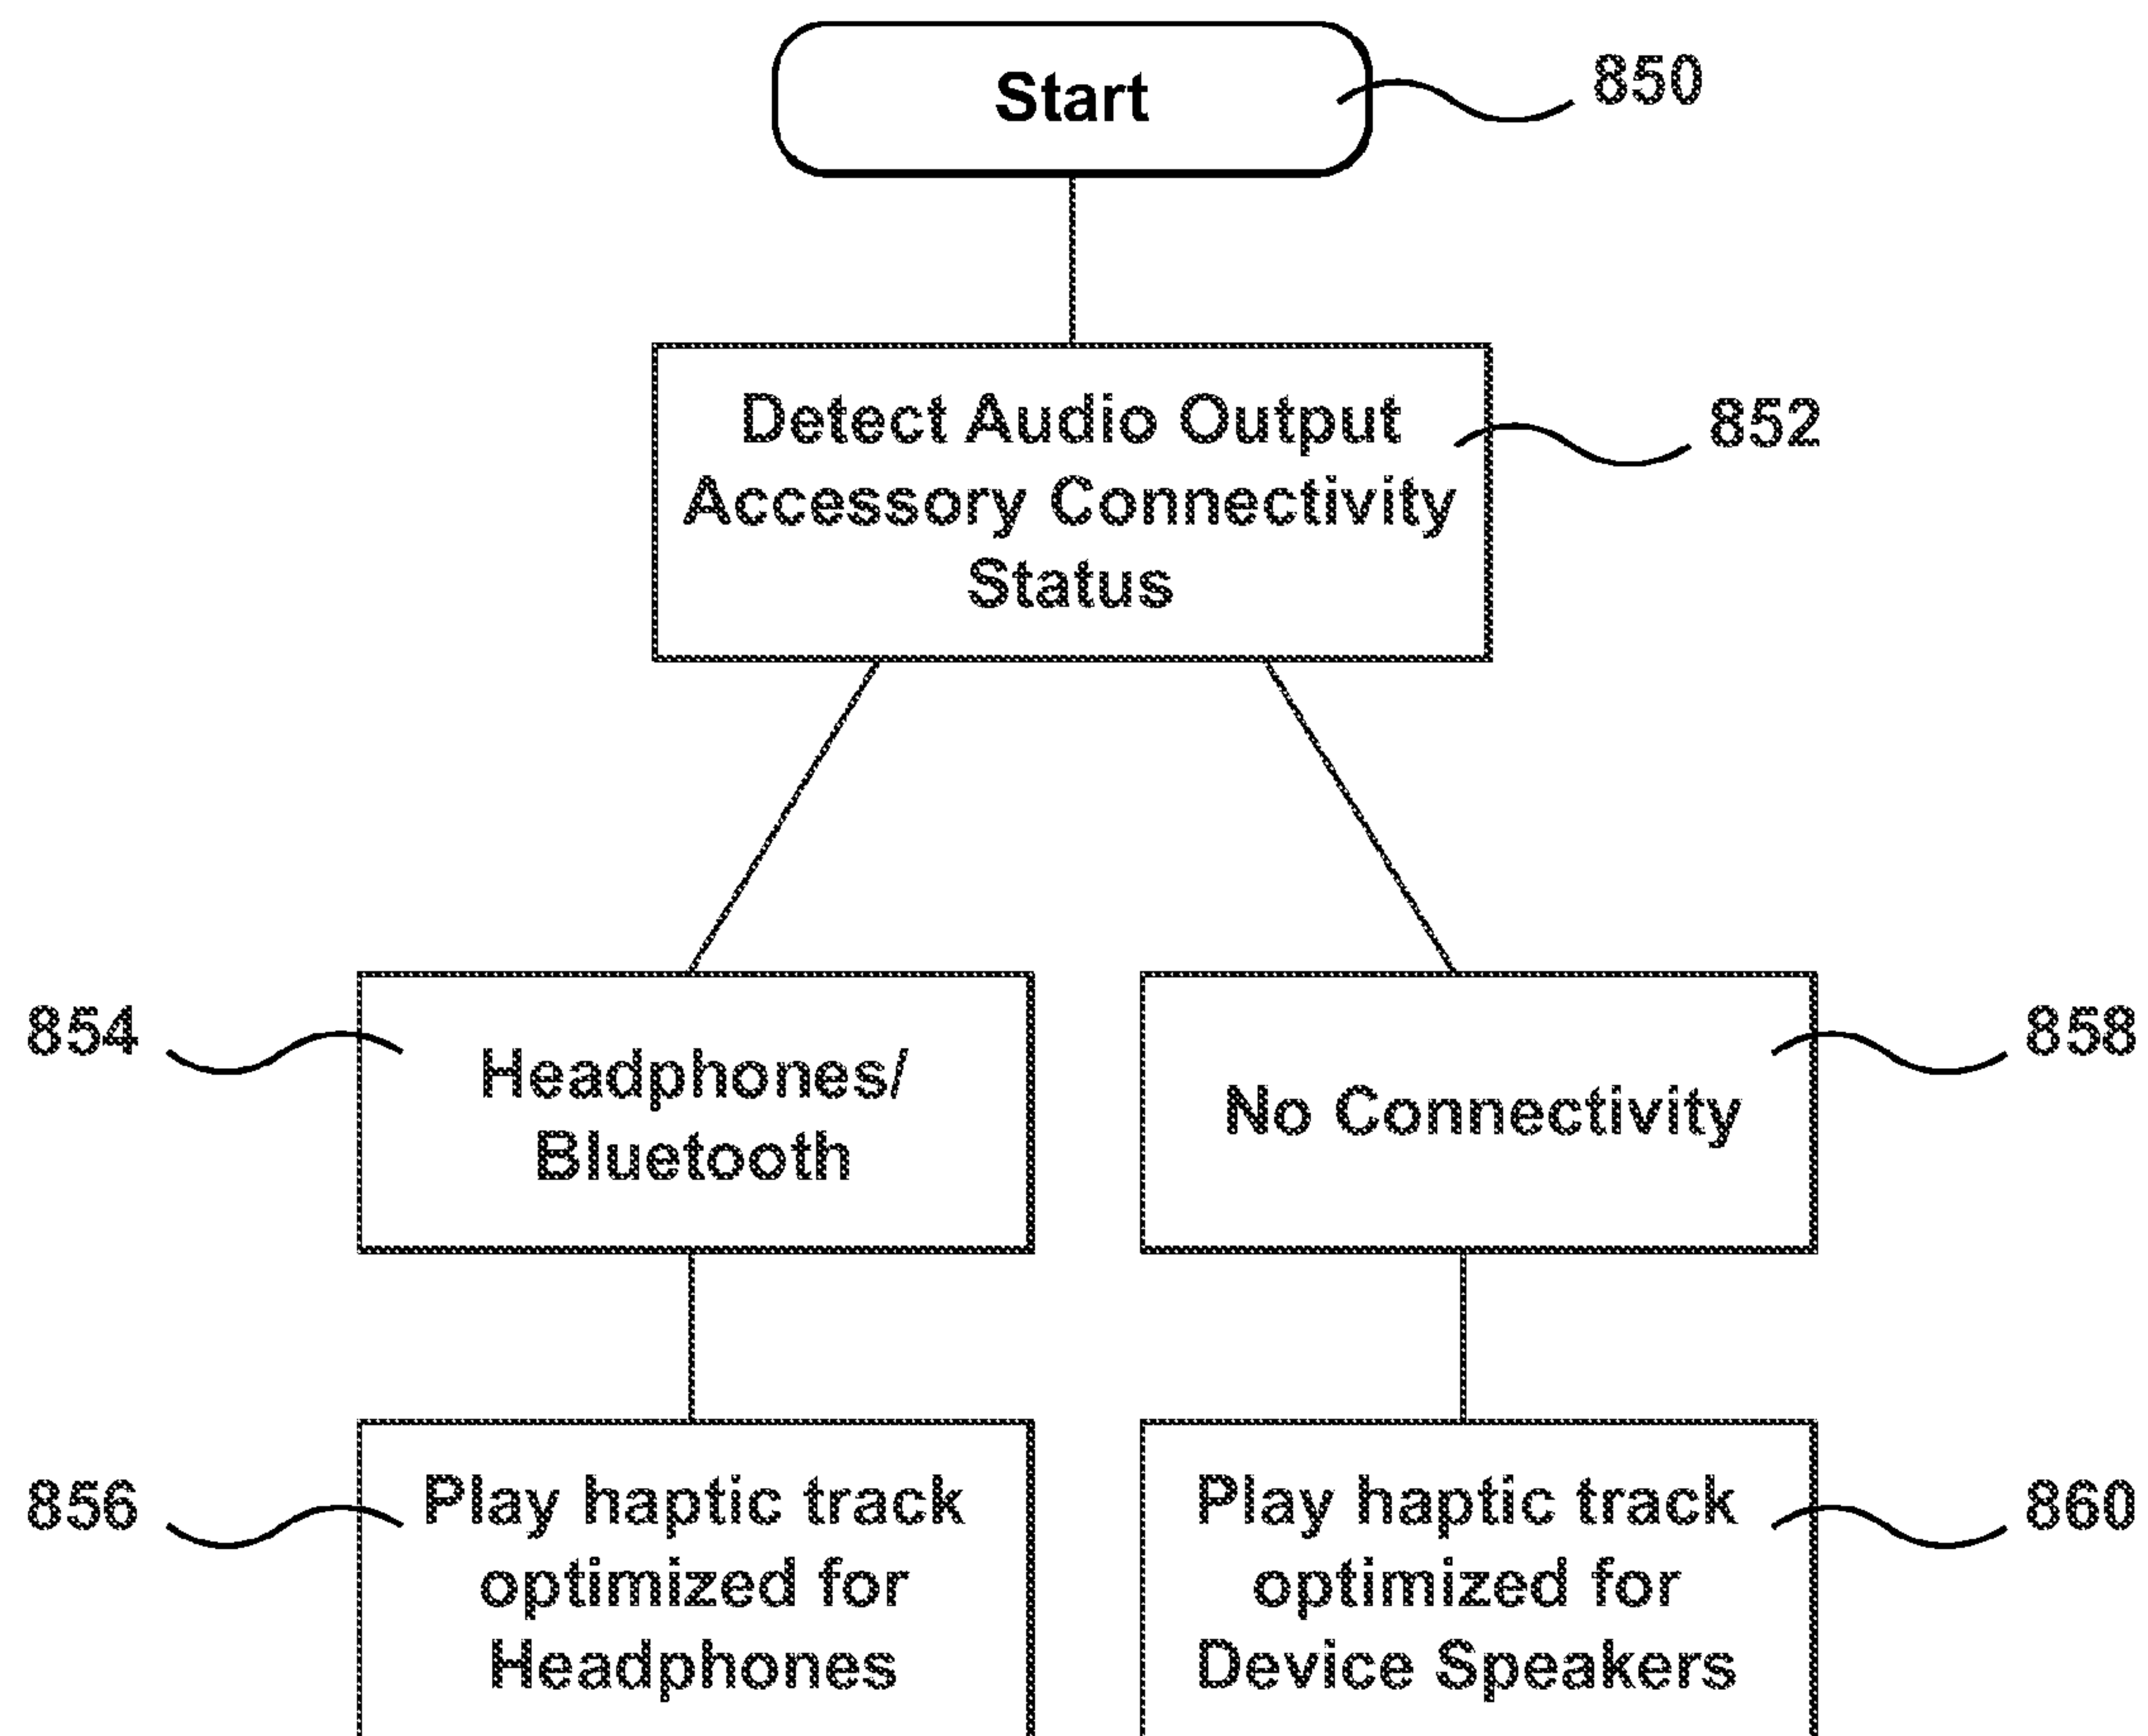 Start
850
Detect Audio Output
Accessory Connectivity
Status
852
854
Headphones/
Bluetooth
No Connectivity
858
856
Play haptic track
optimized for
Headphones
Play haptic track
optimized for
Device Speakers
860